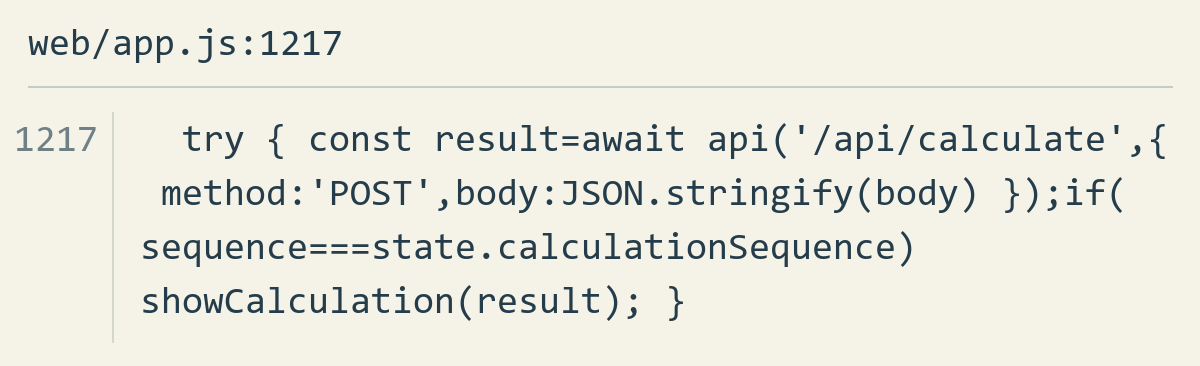 web/app.js:1217
1217 try { const result=await api('/api/calculate',{
method:'POST',body:JSON.stringify(body) });if(
sequence===state.calculationSequence)
showCalculation(result); }